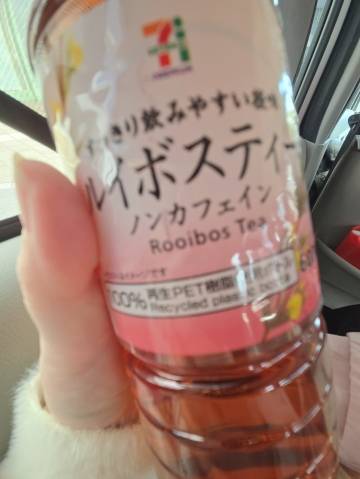 すっきり飲みやすい
ルイボスティー
ノンカフェイン
Rooibos Tea
100% 再生PET樹脂
Recycled plastic bottle